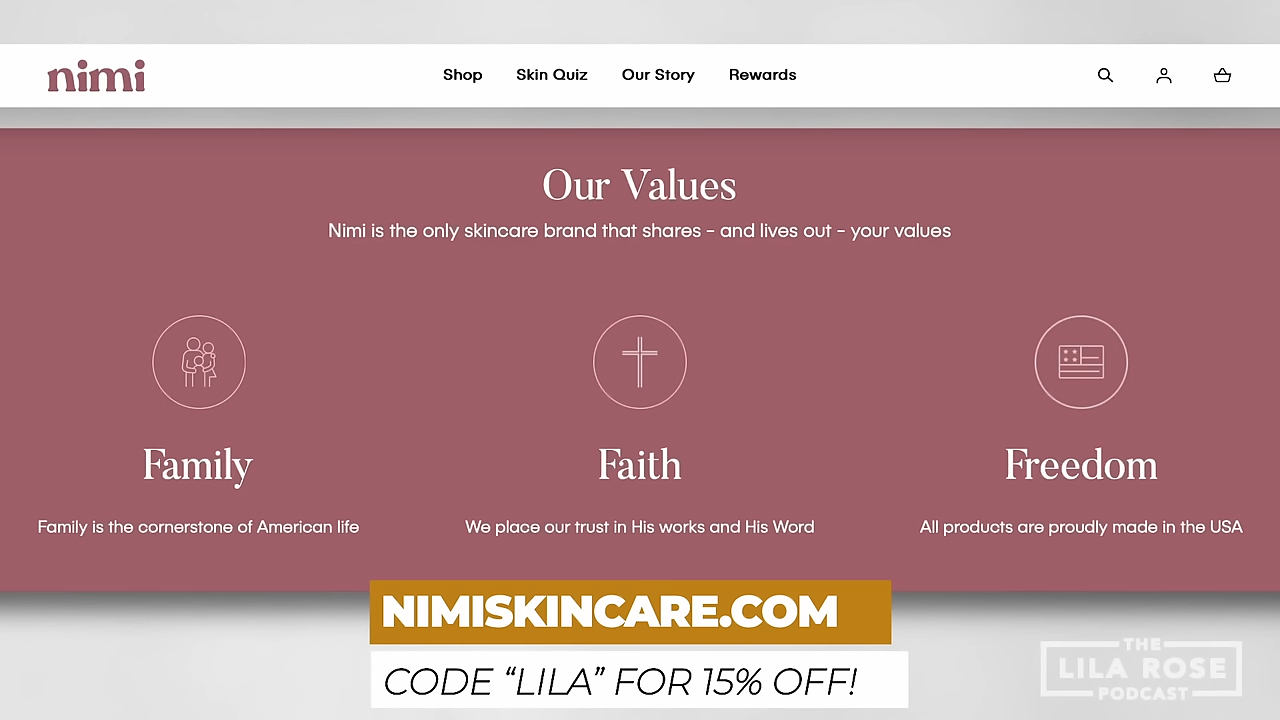 nimi
Shop Skin Quiz Our Story Rewards
Our Values
Nimi is the only skincare brand that shares - and lives out - your values
Family Faith Freedom
Family is the cornerstone of American life We place our trust in His works and His Word All products are proudly made in the USA
NIMISKINCARE.COM
CODE “LILA” FOR 15% OFF!
THE
LILA ROSE
PODCAST